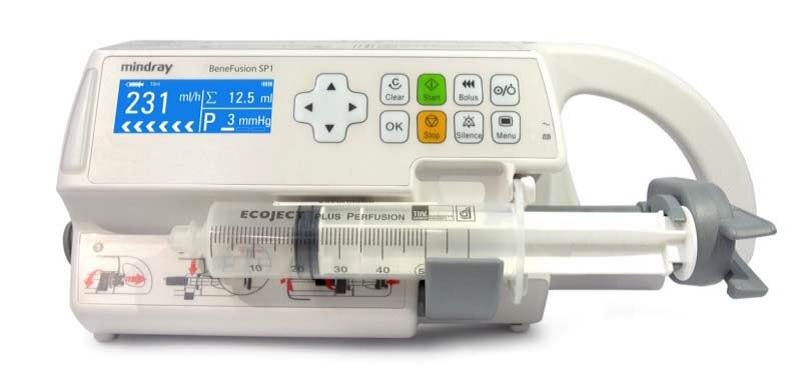 mindray
BeneFusion SP1
231 ml/h Σ 12.5 ml
P 3 mmHg
C
Clear
Start
Bolus
OK
Stop
Silence
Menu
ECOJECT PLUS PERFUSION
10 20 30 40